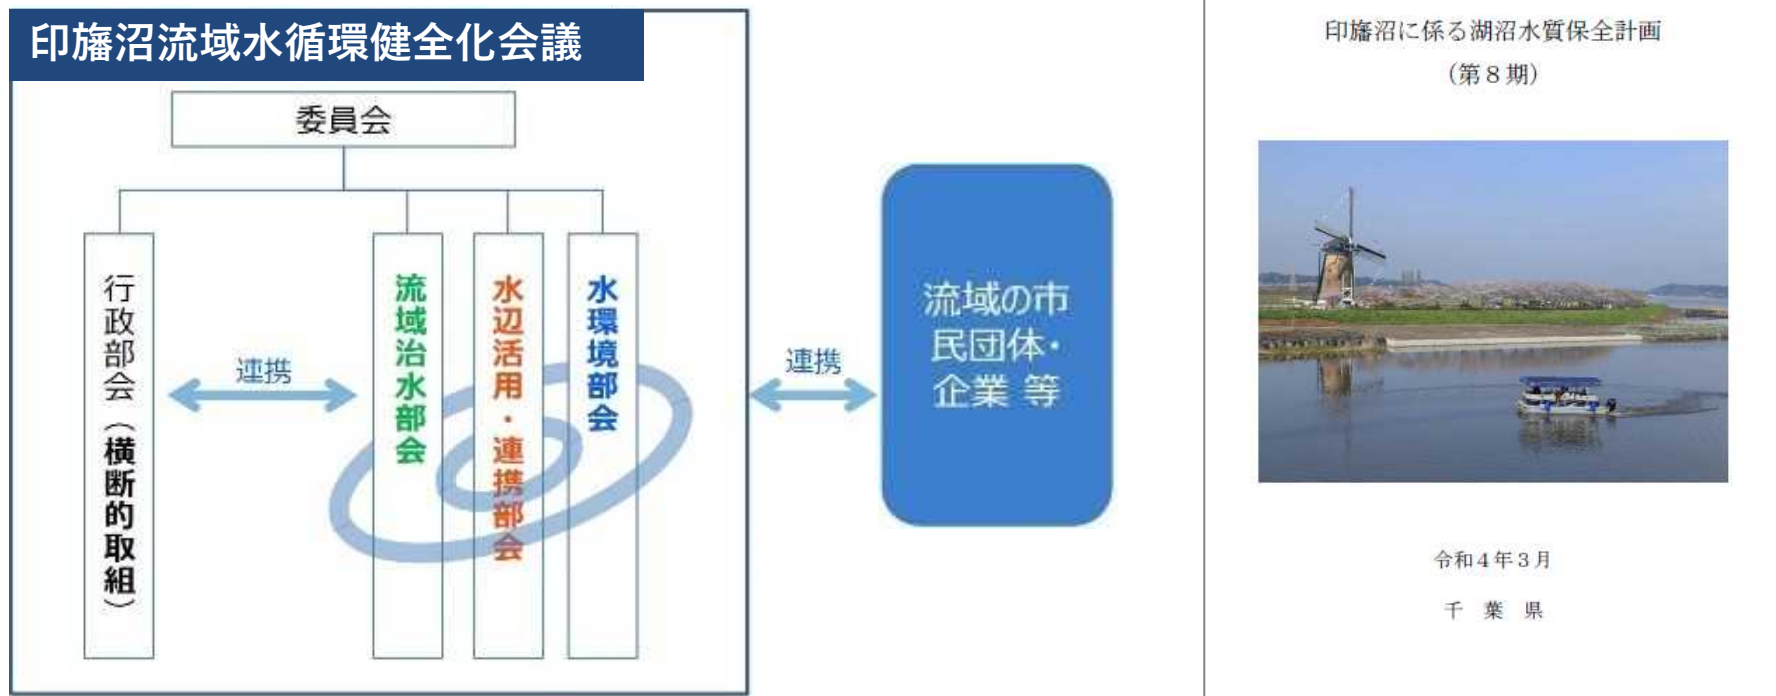 印旛沼流域水循環健全化会議
委員会
行政部会（横断的取組）
連携
流域治水部会
水辺活用・連携部会
水環境部会
連携
流域の市
民団体・
企業 等
印旛沼に係る湖沼水質保全計画
（第８期）
令和４年３月
千 葉 県